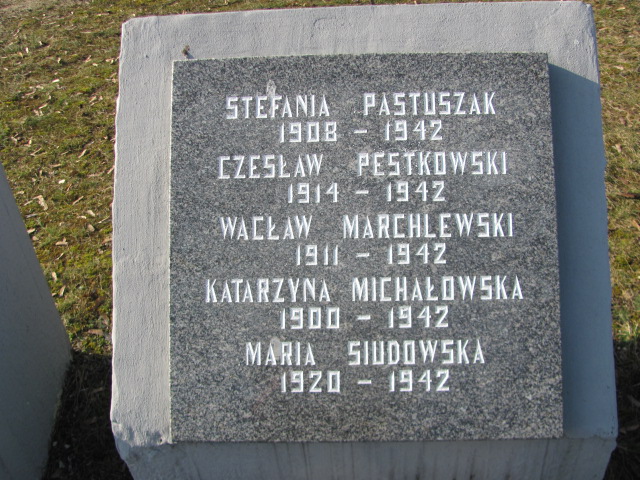 STEFANIA PASTUSZAK
1908 - 1942
CZESŁAW PESTKOWSKI
1914 - 1942
WACŁAW MARCHLEWSKI
1911 - 1942
KATARZYNA MICHAŁOWSKA
1900 - 1942
MARIA SIUDOWSKA
1920 - 1942